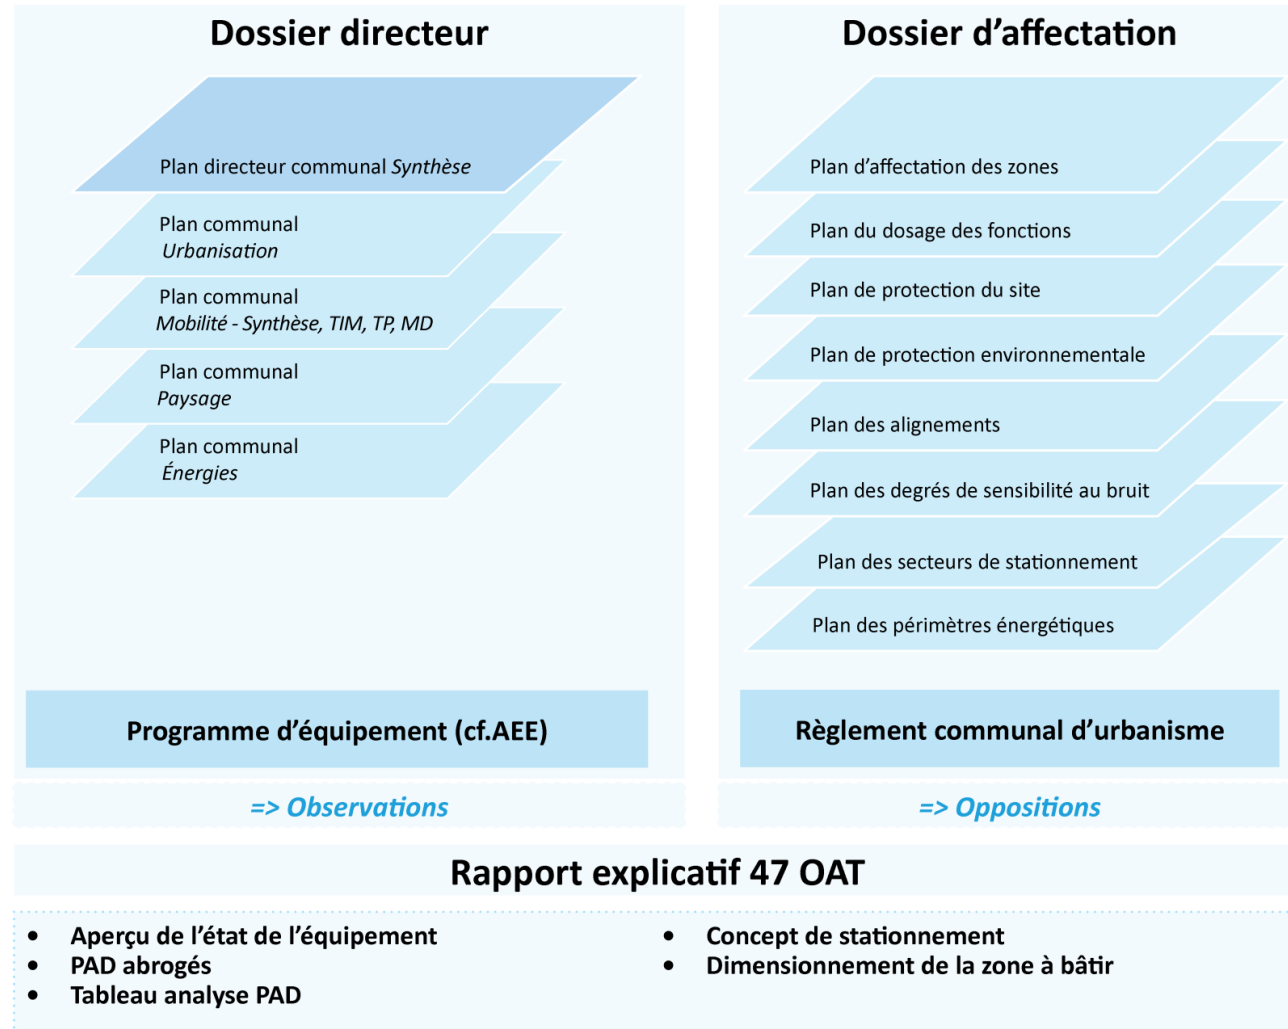 Dossier directeur
Plan directeur communal Synthèse
Plan communal
Urbanisation
Plan communal
Mobilité - Synthèse, TIM, TP, MD
Plan communal
Paysage
Plan communal
Énergies
Programme d’équipement (cf.AEE)
=> Observations
Dossier d’affectation
Plan d’affectation des zones
Plan du dosage des fonctions
Plan de protection du site
Plan de protection environnementale
Plan des alignements
Plan des degrés de sensibilité au bruit
Plan des secteurs de stationnement
Plan des périmètres énergétiques
Règlement communal d’urbanisme
=> Oppositions
Rapport explicatif 47 OAT
• Aperçu de l’état de l’équipement
• PAD abrogés
• Tableau analyse PAD
• Concept de stationnement
• Dimensionnement de la zone à bâtir